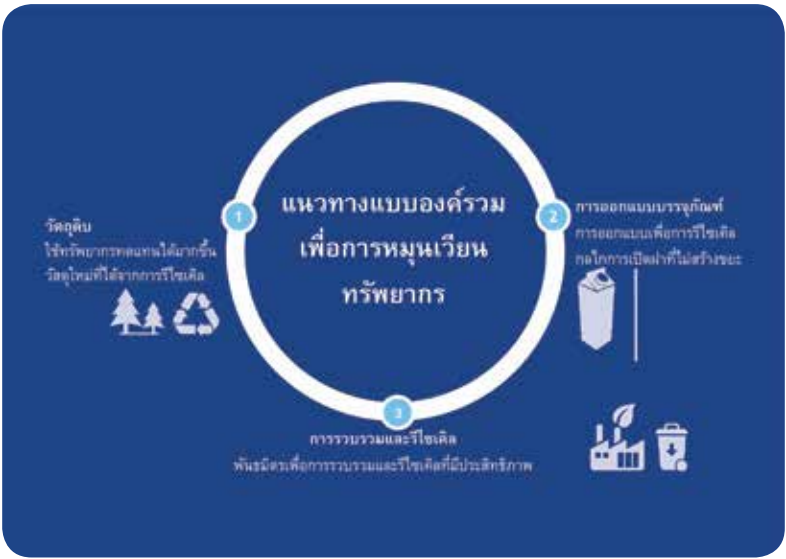 แนวทางแบบองค์รวม
เพื่อการหมุนเวียน
ทรัพยากร
1
วัตถุดิบ
ใช้ทรัพยากรทดแทนได้มากขึ้น
วัสดุใหม่ที่ได้จากการรีไซเคิล
2
การออกแบบบรรจุภัณฑ์
การออกแบบเพื่อการรีไซเคิล
กลไกการเปิดฝาที่ไม่สร้างขยะ
3
การรวบรวมและรีไซเคิล
พันธมิตรเพื่อการรวบรวมและรีไซเคิลที่มีประสิทธิภาพ